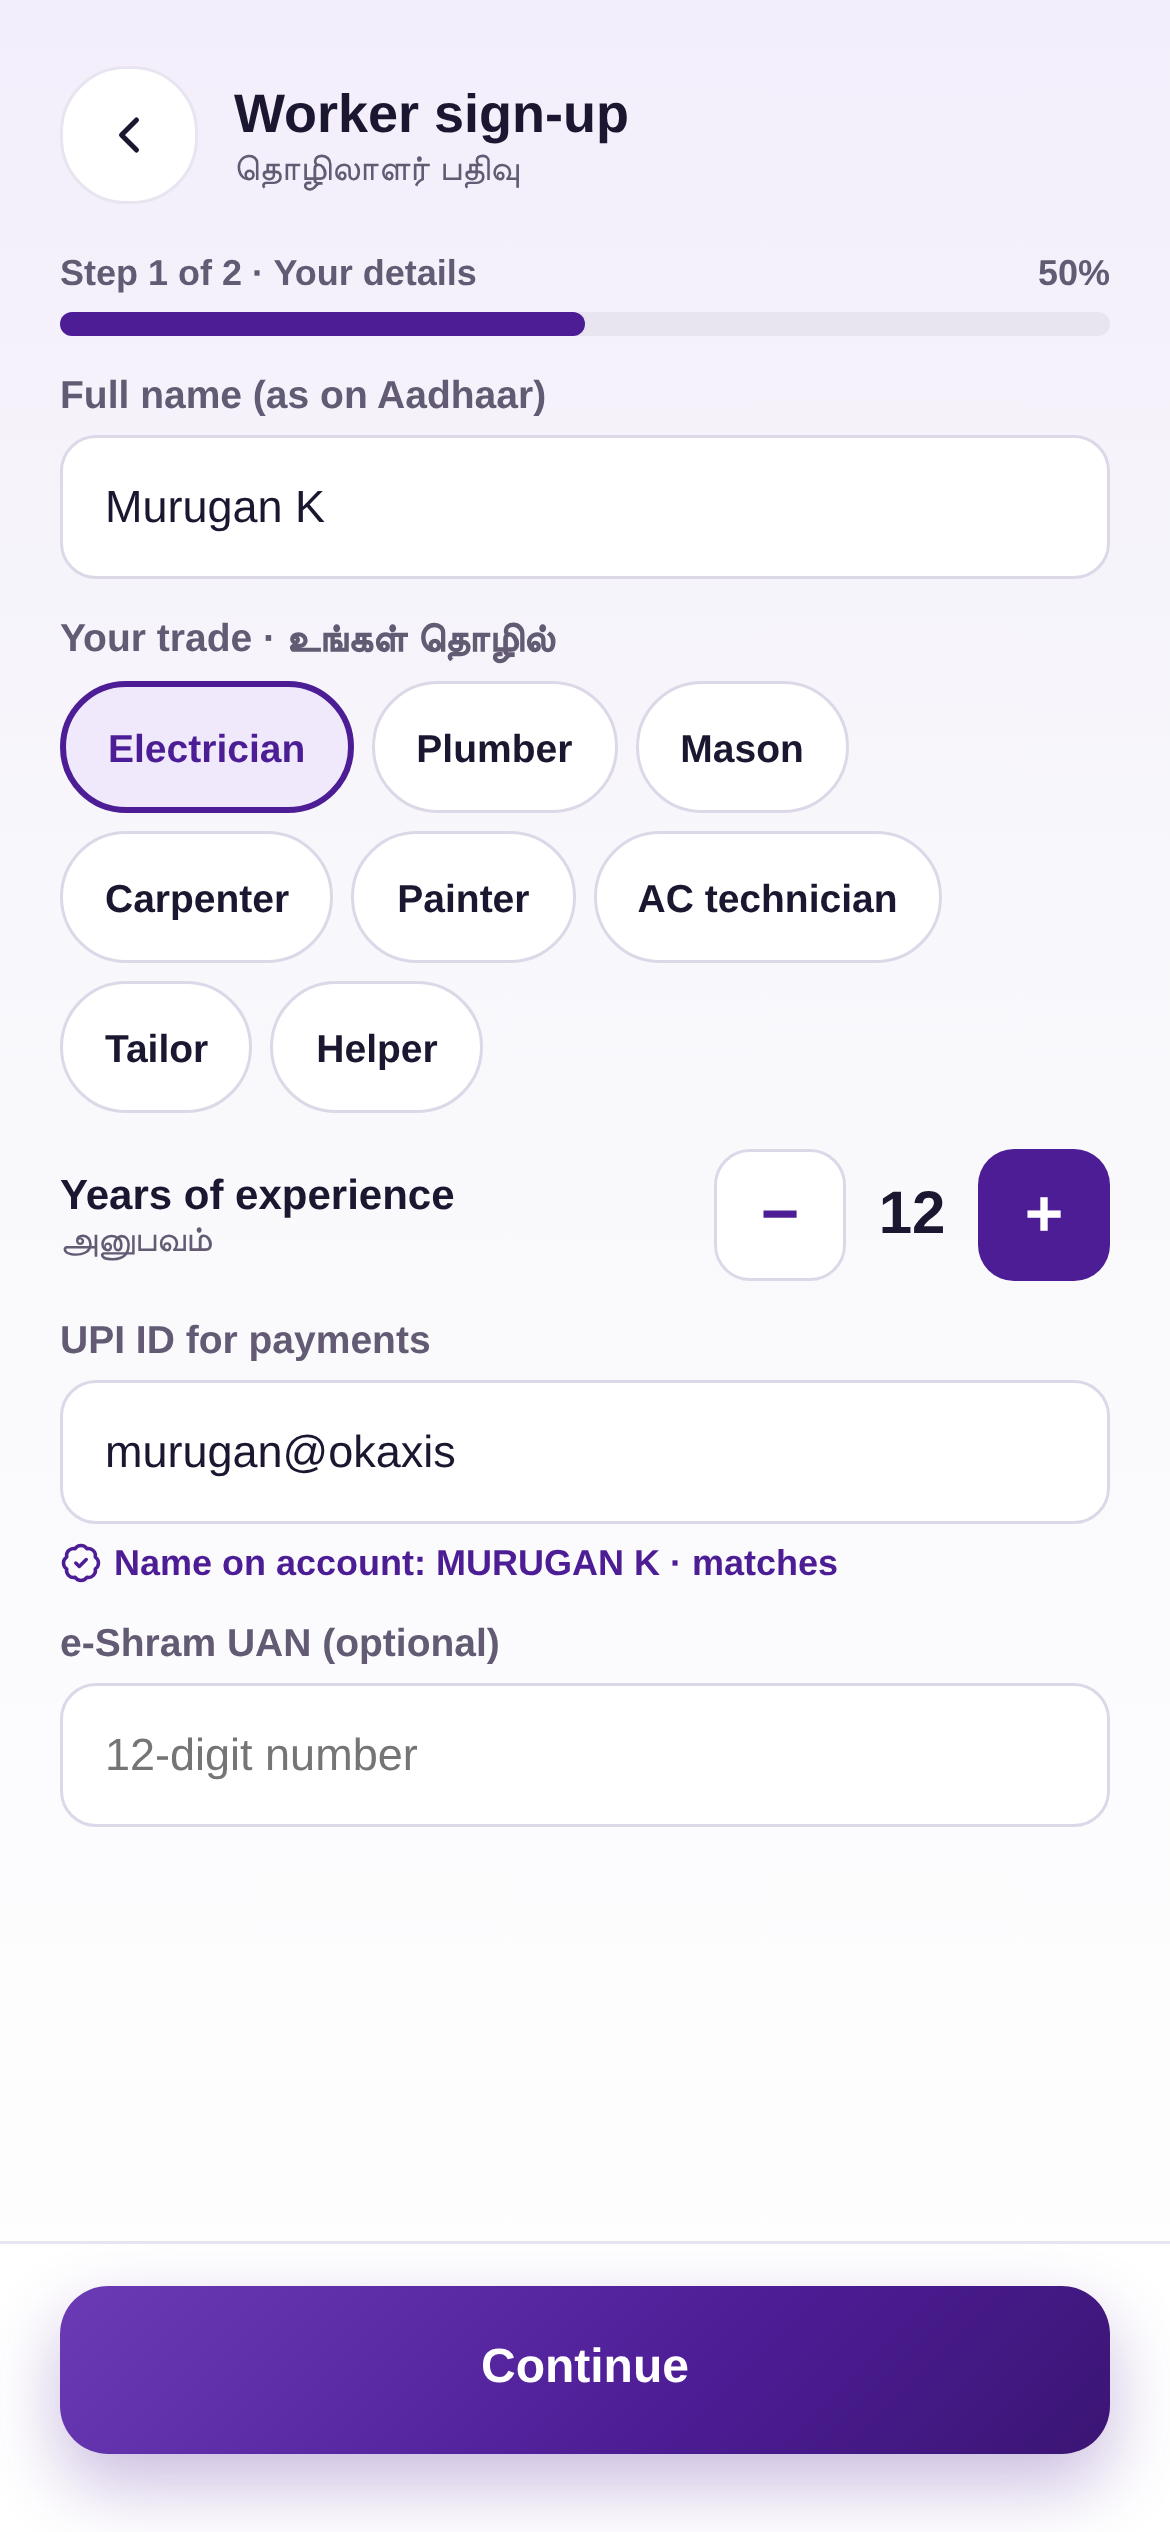 Worker sign-up
தொழிலாளர் பதிவு
Step 1 of 2 · Your details 50%
Full name (as on Aadhaar)
Murugan K
Your trade · உங்கள் தொழில்
Electrician Plumber Mason
Carpenter Painter AC technician
Tailor Helper
Years of experience
அனுபவம்
− 12 +
UPI ID for payments
murugan@okaxis
Name on account: MURUGAN K · matches
e-Shram UAN (optional)
12-digit number
Continue